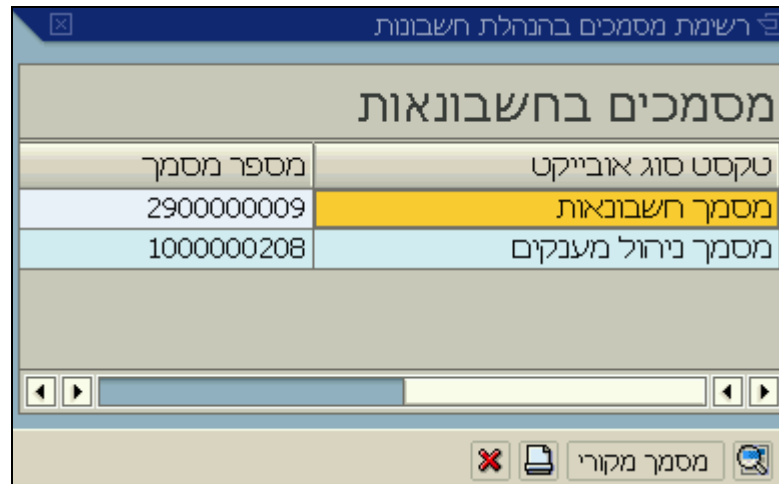 רשימת מסמכים בהנהלת חשבונות
מסמכים בחשבונאות
טקסט סוג אובייקט מספר מסמך
מסמך חשבונאות 2900000009
מסמך ניהול מענקים 1000000208
מסמך מקורי